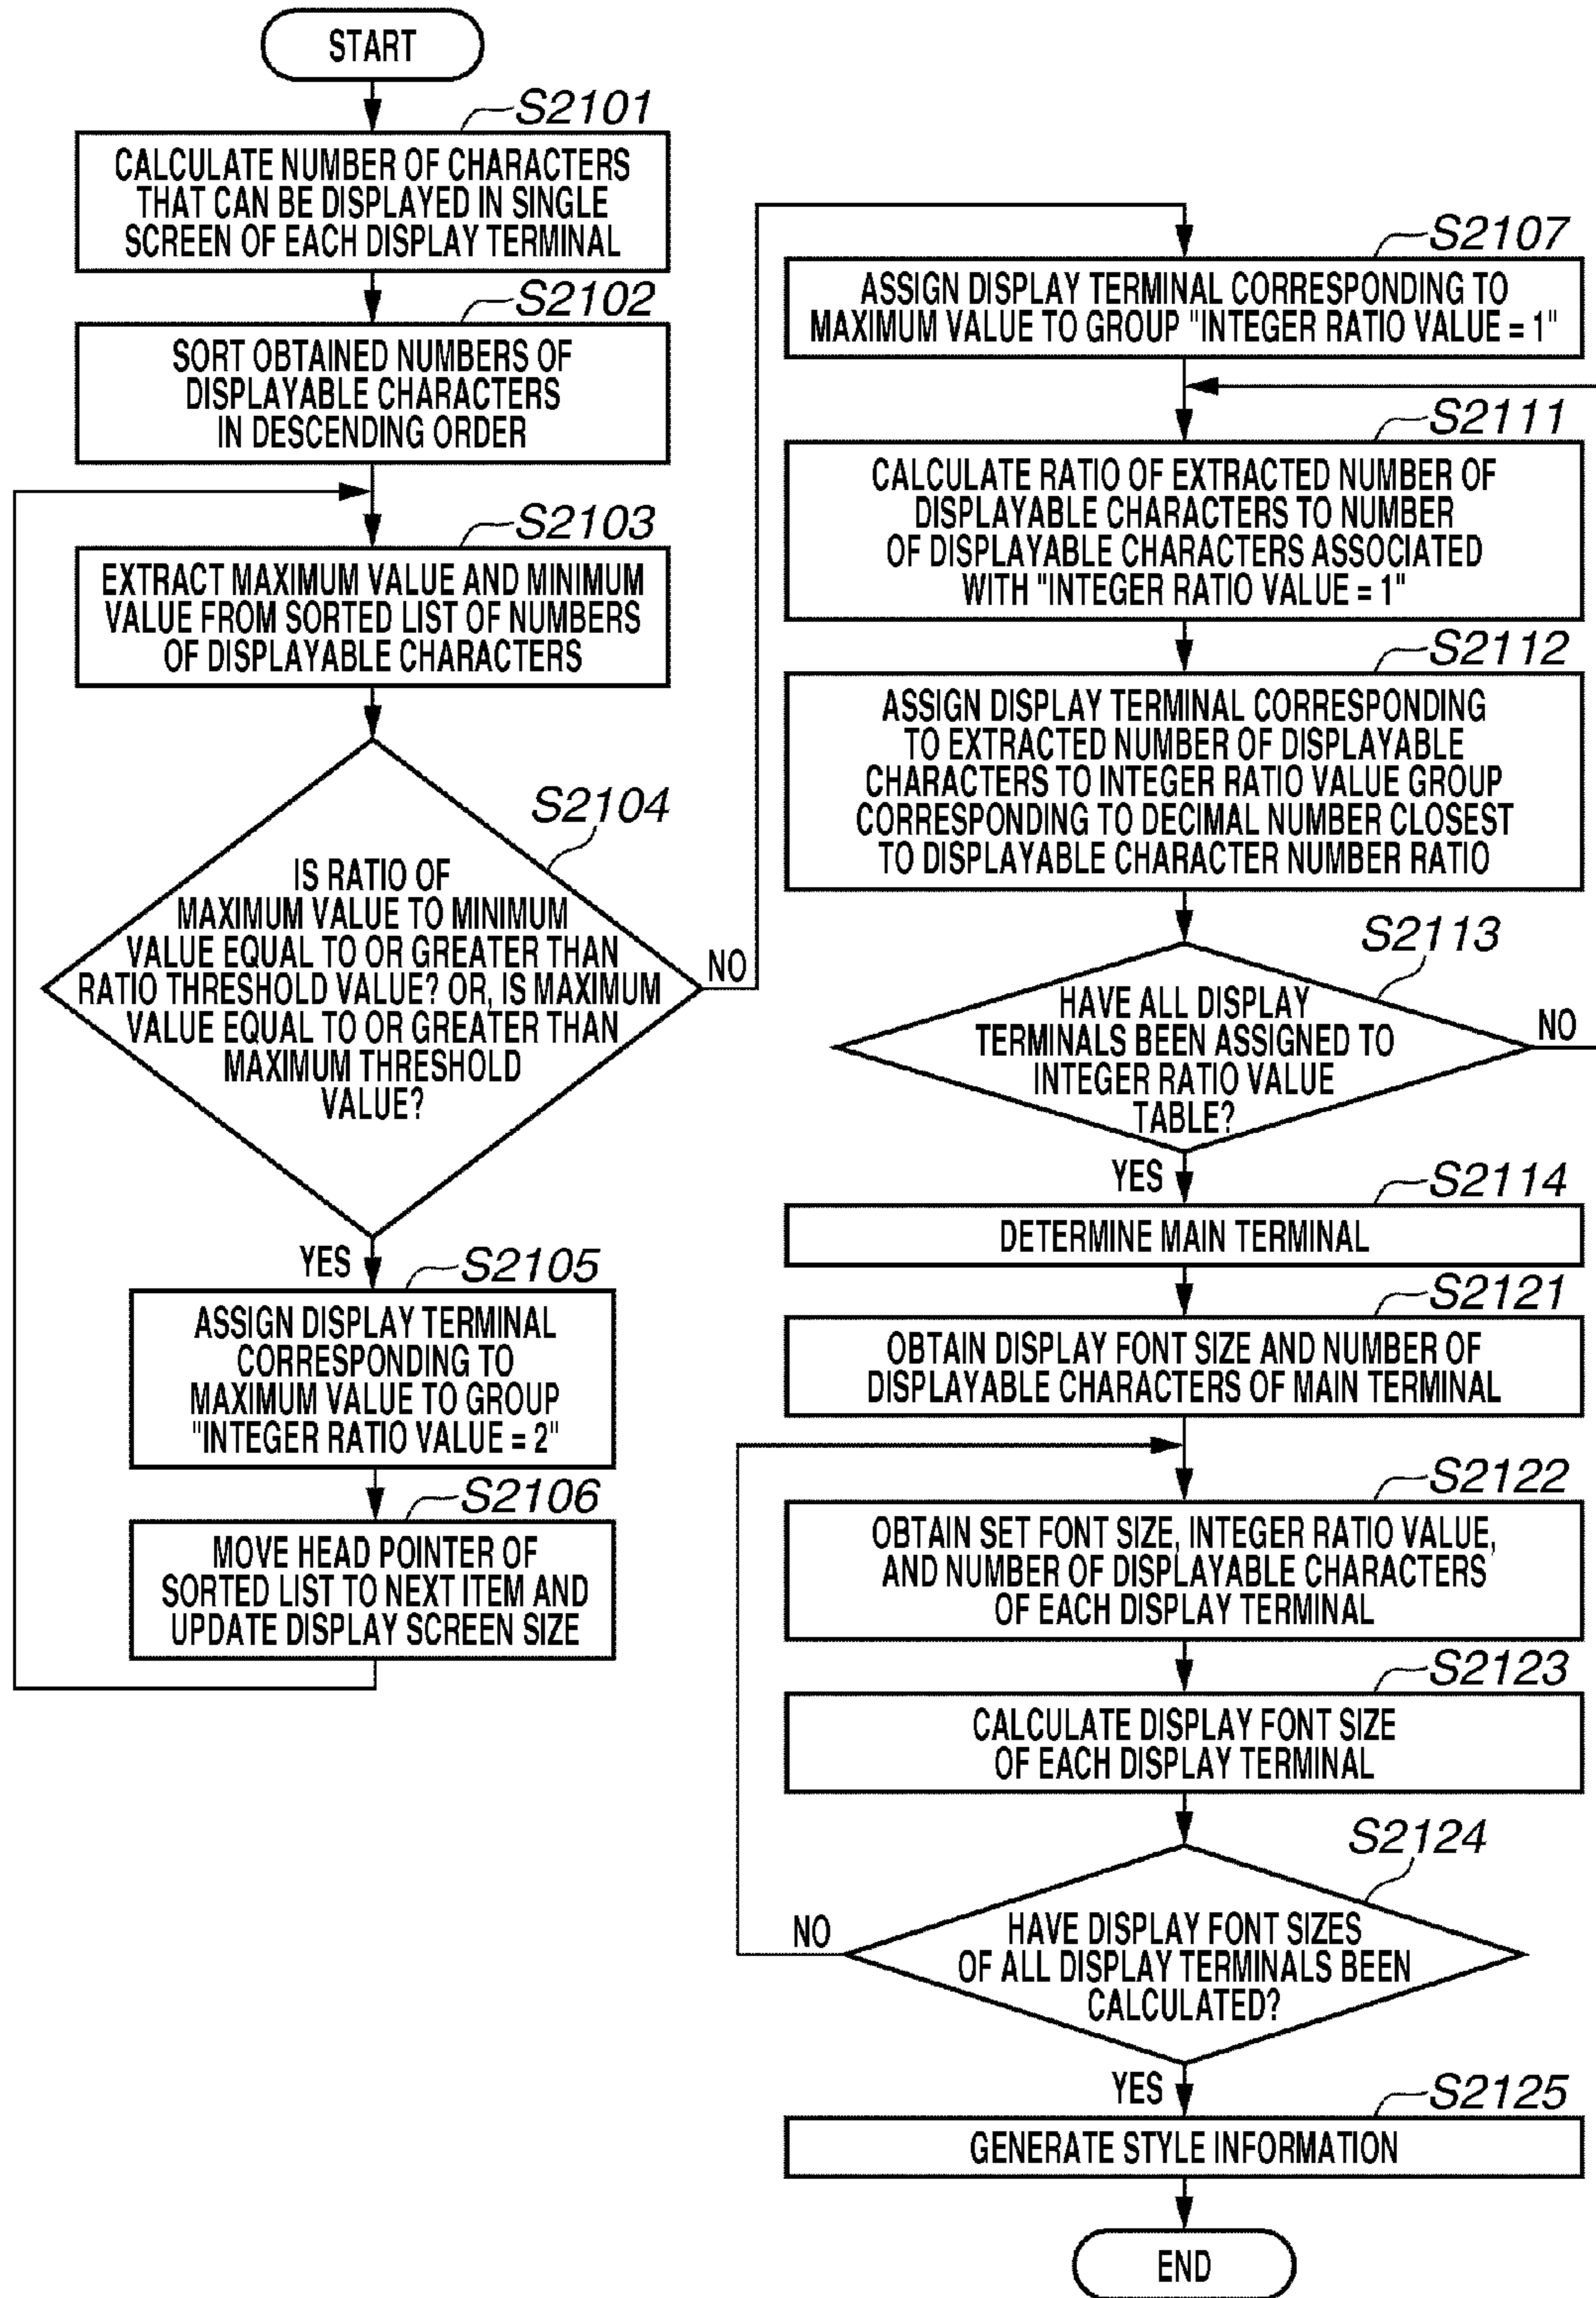 START
S2101
CALCULATE NUMBER OF CHARACTERS
THAT CAN BE DISPLAYED IN SINGLE
SCREEN OF EACH DISPLAY TERMINAL
S2102
SORT OBTAINED NUMBERS OF
DISPLAYABLE CHARACTERS
IN DESCENDING ORDER
S2103
EXTRACT MAXIMUM VALUE AND MINIMUM
VALUE FROM SORTED LIST OF NUMBERS
OF DISPLAYABLE CHARACTERS
S2104
IS RATIO OF
MAXIMUM VALUE TO MINIMUM
VALUE EQUAL TO OR GREATER THAN
RATIO THRESHOLD VALUE? OR, IS MAXIMUM
VALUE EQUAL TO OR GREATER THAN
MAXIMUM THRESHOLD
VALUE?
NO
YES
S2105
ASSIGN DISPLAY TERMINAL
CORRESPONDING TO
MAXIMUM VALUE TO GROUP
"INTEGER RATIO VALUE = 2"
S2106
MOVE HEAD POINTER OF
SORTED LIST TO NEXT ITEM AND
UPDATE DISPLAY SCREEN SIZE
S2107
ASSIGN DISPLAY TERMINAL CORRESPONDING TO
MAXIMUM VALUE TO GROUP "INTEGER RATIO VALUE = 1"
S2111
CALCULATE RATIO OF EXTRACTED NUMBER OF
DISPLAYABLE CHARACTERS TO NUMBER
OF DISPLAYABLE CHARACTERS ASSOCIATED
WITH "INTEGER RATIO VALUE = 1"
S2112
ASSIGN DISPLAY TERMINAL CORRESPONDING
TO EXTRACTED NUMBER OF DISPLAYABLE
CHARACTERS TO INTEGER RATIO VALUE GROUP
CORRESPONDING TO DECIMAL NUMBER CLOSEST
TO DISPLAYABLE CHARACTER NUMBER RATIO
S2113
HAVE ALL DISPLAY
TERMINALS BEEN ASSIGNED TO
INTEGER RATIO VALUE
TABLE?
NO
YES
S2114
DETERMINE MAIN TERMINAL
S2121
OBTAIN DISPLAY FONT SIZE AND NUMBER OF
DISPLAYABLE CHARACTERS OF MAIN TERMINAL
S2122
OBTAIN SET FONT SIZE, INTEGER RATIO VALUE,
AND NUMBER OF DISPLAYABLE CHARACTERS
OF EACH DISPLAY TERMINAL
S2123
CALCULATE DISPLAY FONT SIZE
OF EACH DISPLAY TERMINAL
S2124
HAVE DISPLAY FONT SIZES
OF ALL DISPLAY TERMINALS BEEN
CALCULATED?
NO
YES
S2125
GENERATE STYLE INFORMATION
END